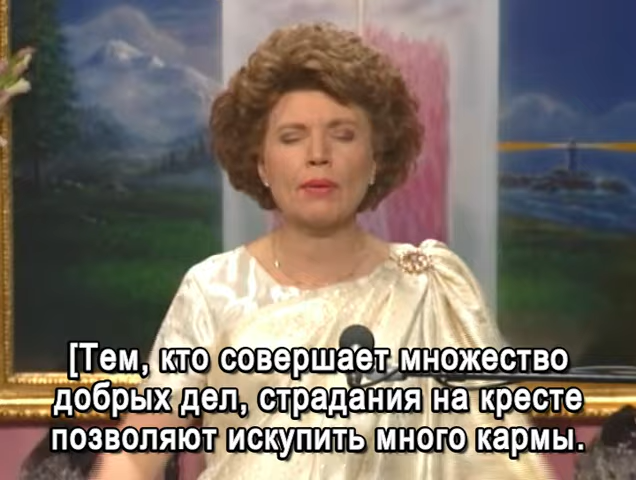 [Тем, кто совершает множество
добрых дел, страдания на кресте
позволяют искупить много кармы.